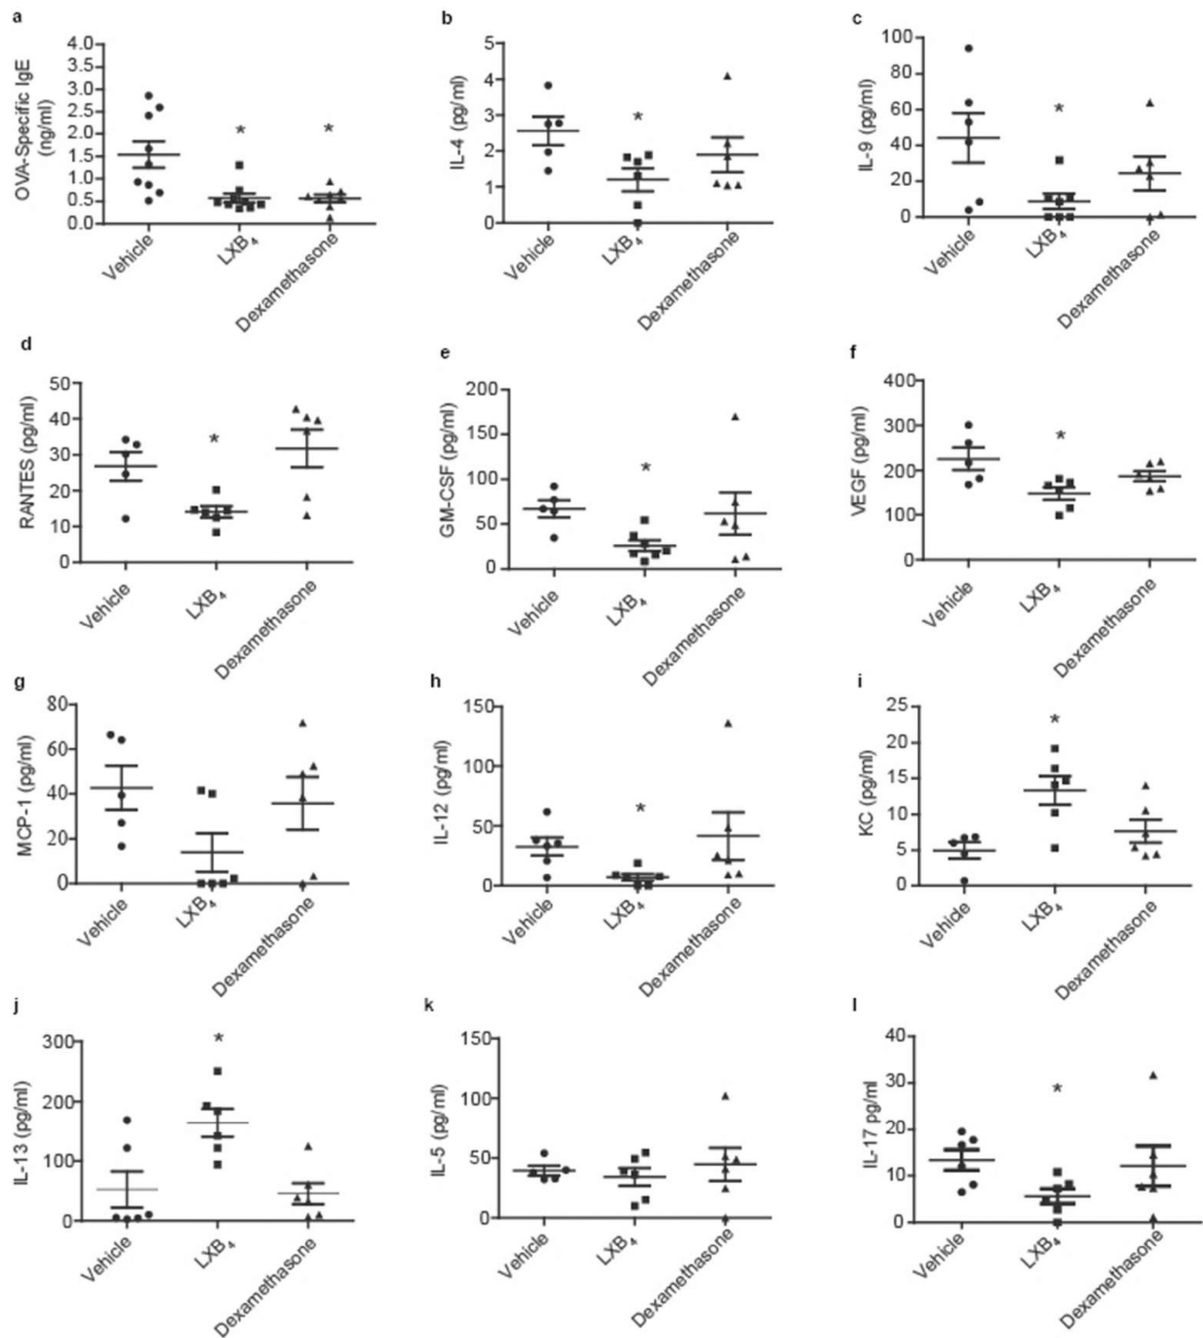 a
OVA-Specific IgE
(ng/ml)
4.0
3.5
3.0
2.5
2.0
1.5
1.0
0.5
0.0
*
*
Vehicle
LXB₄
Dexamethasone
b
IL-4 (pg/ml)
5
4
3
2
1
0
*
Vehicle
LXB₄
Dexamethasone
c
IL-9 (pg/ml)
100
80
60
40
20
0
*
Vehicle
LXB₄
Dexamethasone
d
RANTES (pg/ml)
50
40
30
20
10
0
*
Vehicle
LXB₄
Dexamethasone
e
GM-CSF (pg/ml)
200
150
100
50
0
*
Vehicle
LXB₄
Dexamethasone
f
VEGF (pg/ml)
400
300
200
100
0
*
Vehicle
LXB₄
Dexamethasone
g
MCP-1 (pg/ml)
80
60
40
20
0
Vehicle
LXB₄
Dexamethasone
h
IL-12 (pg/ml)
150
100
50
0
*
Vehicle
LXB₄
Dexamethasone
i
KC (pg/ml)
25
20
15
10
5
0
*
Vehicle
LXB₄
Dexamethasone
j
IL-13 (pg/ml)
300
200
100
0
*
Vehicle
LXB₄
Dexamethasone
k
IL-5 (pg/ml)
150
100
50
0
Vehicle
LXB₄
Dexamethasone
l
IL-17 pg/ml
40
30
20
10
0
*
Vehicle
LXB₄
Dexamethasone